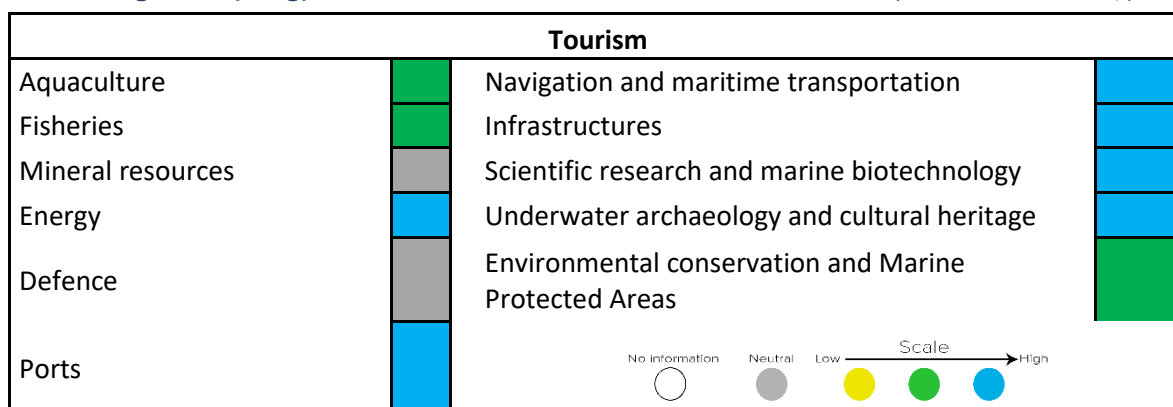 Tourism
Aquaculture
Navigation and maritime transportation
Fisheries
Infrastructures
Mineral resources
Scientific research and marine biotechnology
Energy
Underwater archaeology and cultural heritage
Defence
Environmental conservation and Marine
Protected Areas
Ports
No information
Neutral
Low
Scale
High